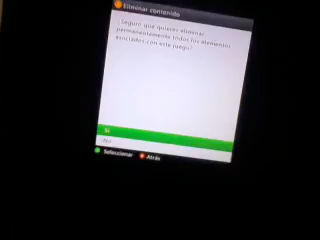 Eliminar contenido
¿Seguro que quieres eliminar
permanentemente todos los elementos
asociados con este juego?
Sí
No
Seleccionar Atrás